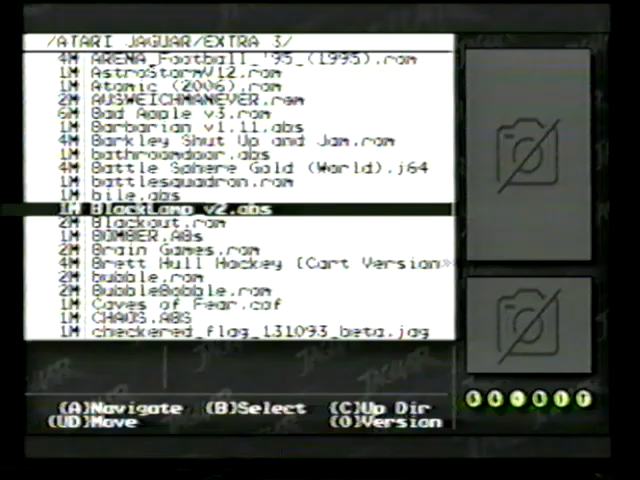 /ATARI JAGUAR/EXTRA 3/
4M ARENA_Football_'95_(1995).rom
1M AstroStormV12.rom
1M Atomic (2006).rom
2M AUSWEICHMANEVER.rom
6M Bad Apple v3.rom
1M Barbarian v1.11.abs
4M Barkley Shut Up and Jam.rom
1M bathroomdoor.abs
4M Battle Sphere Gold (World).j64
1M battlesquadron.rom
1M bile.abs
1M BlackLamp v2.abs
2M Blackout.rom
1M BOMBER.ABS
2M Brain Games.rom
4M Brett Hull Hockey (Cart Version»
2M bubble.rom
2M BubbleBobble.rom
1M Caves of Fear.cof
1M CHAOS.ABS
1M checkered_flag_131093_beta.jag
(A)Navigate (B)Select (C)Up Dir
(UD)Move (0)Version